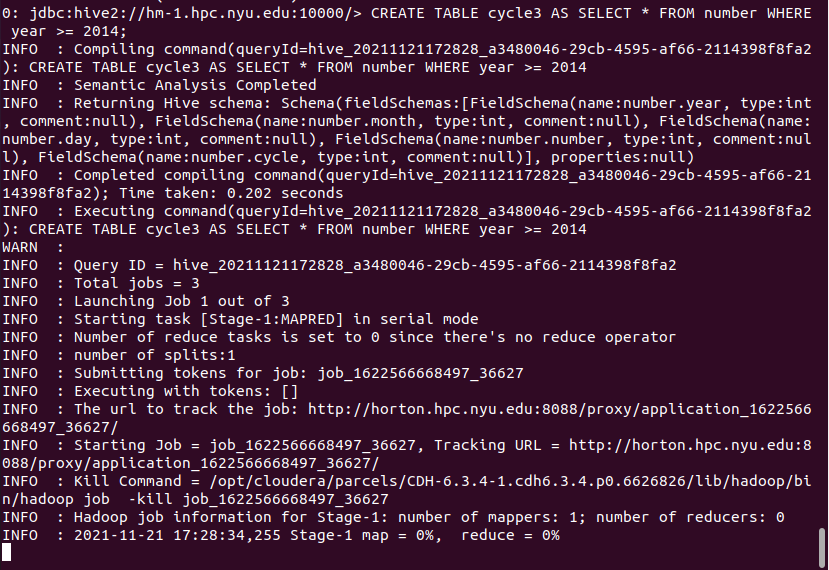 0: jdbc:hive2://hm-1.hpc.nyu.edu:10000/> CREATE TABLE cycle3 AS SELECT * FROM number WHERE
 year >= 2014;
INFO  : Compiling command(queryId=hive_20211121172828_a3480046-29cb-4595-af66-2114398f8fa2
): CREATE TABLE cycle3 AS SELECT * FROM number WHERE year >= 2014
INFO  : Semantic Analysis Completed
INFO  : Returning Hive schema: Schema(fieldSchemas:[FieldSchema(name:number.year, type:int
, comment:null), FieldSchema(name:number.month, type:int, comment:null), FieldSchema(name:
number.day, type:int, comment:null), FieldSchema(name:number.number, type:int, comment:nul
l), FieldSchema(name:number.cycle, type:int, comment:null)], properties:null)
INFO  : Completed compiling command(queryId=hive_20211121172828_a3480046-29cb-4595-af66-21
14398f8fa2); Time taken: 0.202 seconds
INFO  : Executing command(queryId=hive_20211121172828_a3480046-29cb-4595-af66-2114398f8fa2
): CREATE TABLE cycle3 AS SELECT * FROM number WHERE year >= 2014
WARN  :
INFO  : Query ID = hive_20211121172828_a3480046-29cb-4595-af66-2114398f8fa2
INFO  : Total jobs = 3
INFO  : Launching Job 1 out of 3
INFO  : Starting task [Stage-1:MAPRED] in serial mode
INFO  : Number of reduce tasks is set to 0 since there's no reduce operator
INFO  : number of splits:1
INFO  : Submitting tokens for job: job_1622566668497_36627
INFO  : Executing with tokens: []
INFO  : The url to track the job: http://horton.hpc.nyu.edu:8088/proxy/application_1622566
668497_36627/
INFO  : Starting Job = job_1622566668497_36627, Tracking URL = http://horton.hpc.nyu.edu:8
088/proxy/application_1622566668497_36627/
INFO  : Kill Command = /opt/cloudera/parcels/CDH-6.3.4-1.cdh6.3.4.p0.6626826/lib/hadoop/bi
n/hadoop job  -kill job_1622566668497_36627
INFO  : Hadoop job information for Stage-1: number of mappers: 1; number of reducers: 0
INFO  : 2021-11-21 17:28:34,255 Stage-1 map = 0%,  reduce = 0%